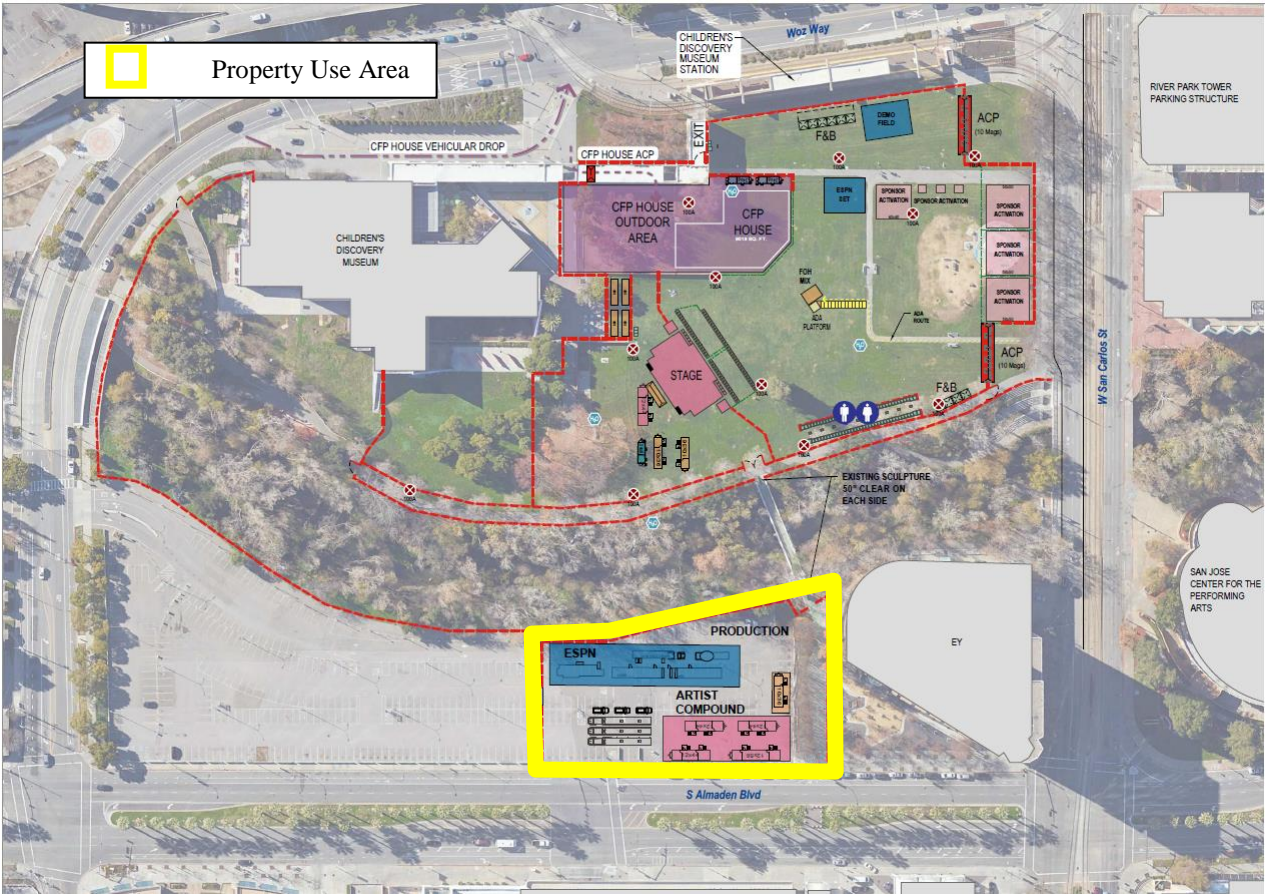 Property Use Area
Woz Way
CHILDREN'S
DISCOVERY
MUSEUM
STATION
RIVER PARK TOWER
PARKING STRUCTURE
F&B
DEMO
FIELD
ACP
(10 Mags)
EXIT
CFP HOUSE VEHICULAR DROP
CFP HOUSE ACP
CFP HOUSE
OUTDOOR
AREA
CFP
HOUSE
100A
ESPN
SET
SPONSOR
ACTIVATION
SPONSOR ACTIVATION
SPONSOR
ACTIVATION
SPONSOR
ACTIVATION
SPONSOR
ACTIVATION
CHILDREN'S
DISCOVERY
MUSEUM
FOH
MIX
ADA
PLATFORM
ADA
ROUTE
W San Carlos St
ACP
(10 Mags)
STAGE
F&B
100A
EXISTING SCULPTURE
50" CLEAR ON
EACH SIDE
SAN JOSE
CENTER FOR THE
PERFORMING
ARTS
EY
PRODUCTION
ESPN
ARTIST
COMPOUND
S Almaden Blvd